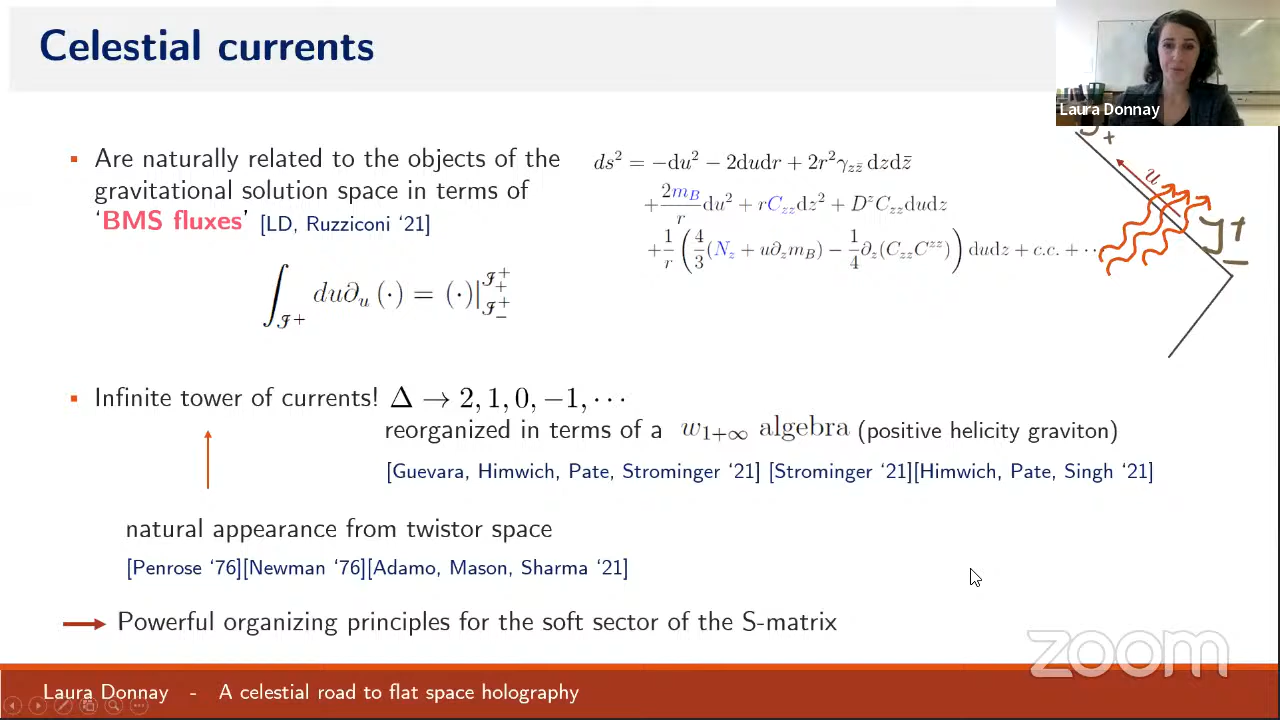 Celestial currents
Laura Donnay
Are naturally related to the objects of the
gravitational solution space in terms of
‘BMS fluxes’ [LD, Ruzziconi ‘21]
∫_{𝓘⁺} du∂_u (·) = (·)|_{𝓘⁺_-}^{𝓘⁺_+}
ds² = −du² − 2dudr + 2r²γ_{zz̄} dzdz̄
+ 2m_B/r du² + rC_{zz}dz² + D^zC_{zz}dudz
+ 1/r (4/3(N_z + u∂_zm_B) − 1/4 ∂_z(C_{zz}C^{zz})) dudz + c.c. + ···
u
𝓘⁺_-
Infinite tower of currents! Δ → 2, 1, 0, −1, ···
reorganized in terms of a w_{1+∞} algebra (positive helicity graviton)
[Guevara, Himwich, Pate, Strominger ‘21] [Strominger ‘21][Himwich, Pate, Singh ‘21]
natural appearance from twistor space
[Penrose ‘76][Newman ‘76][Adamo, Mason, Sharma ‘21]
Powerful organizing principles for the soft sector of the S-matrix
zoom
Laura Donnay - A celestial road to flat space holography